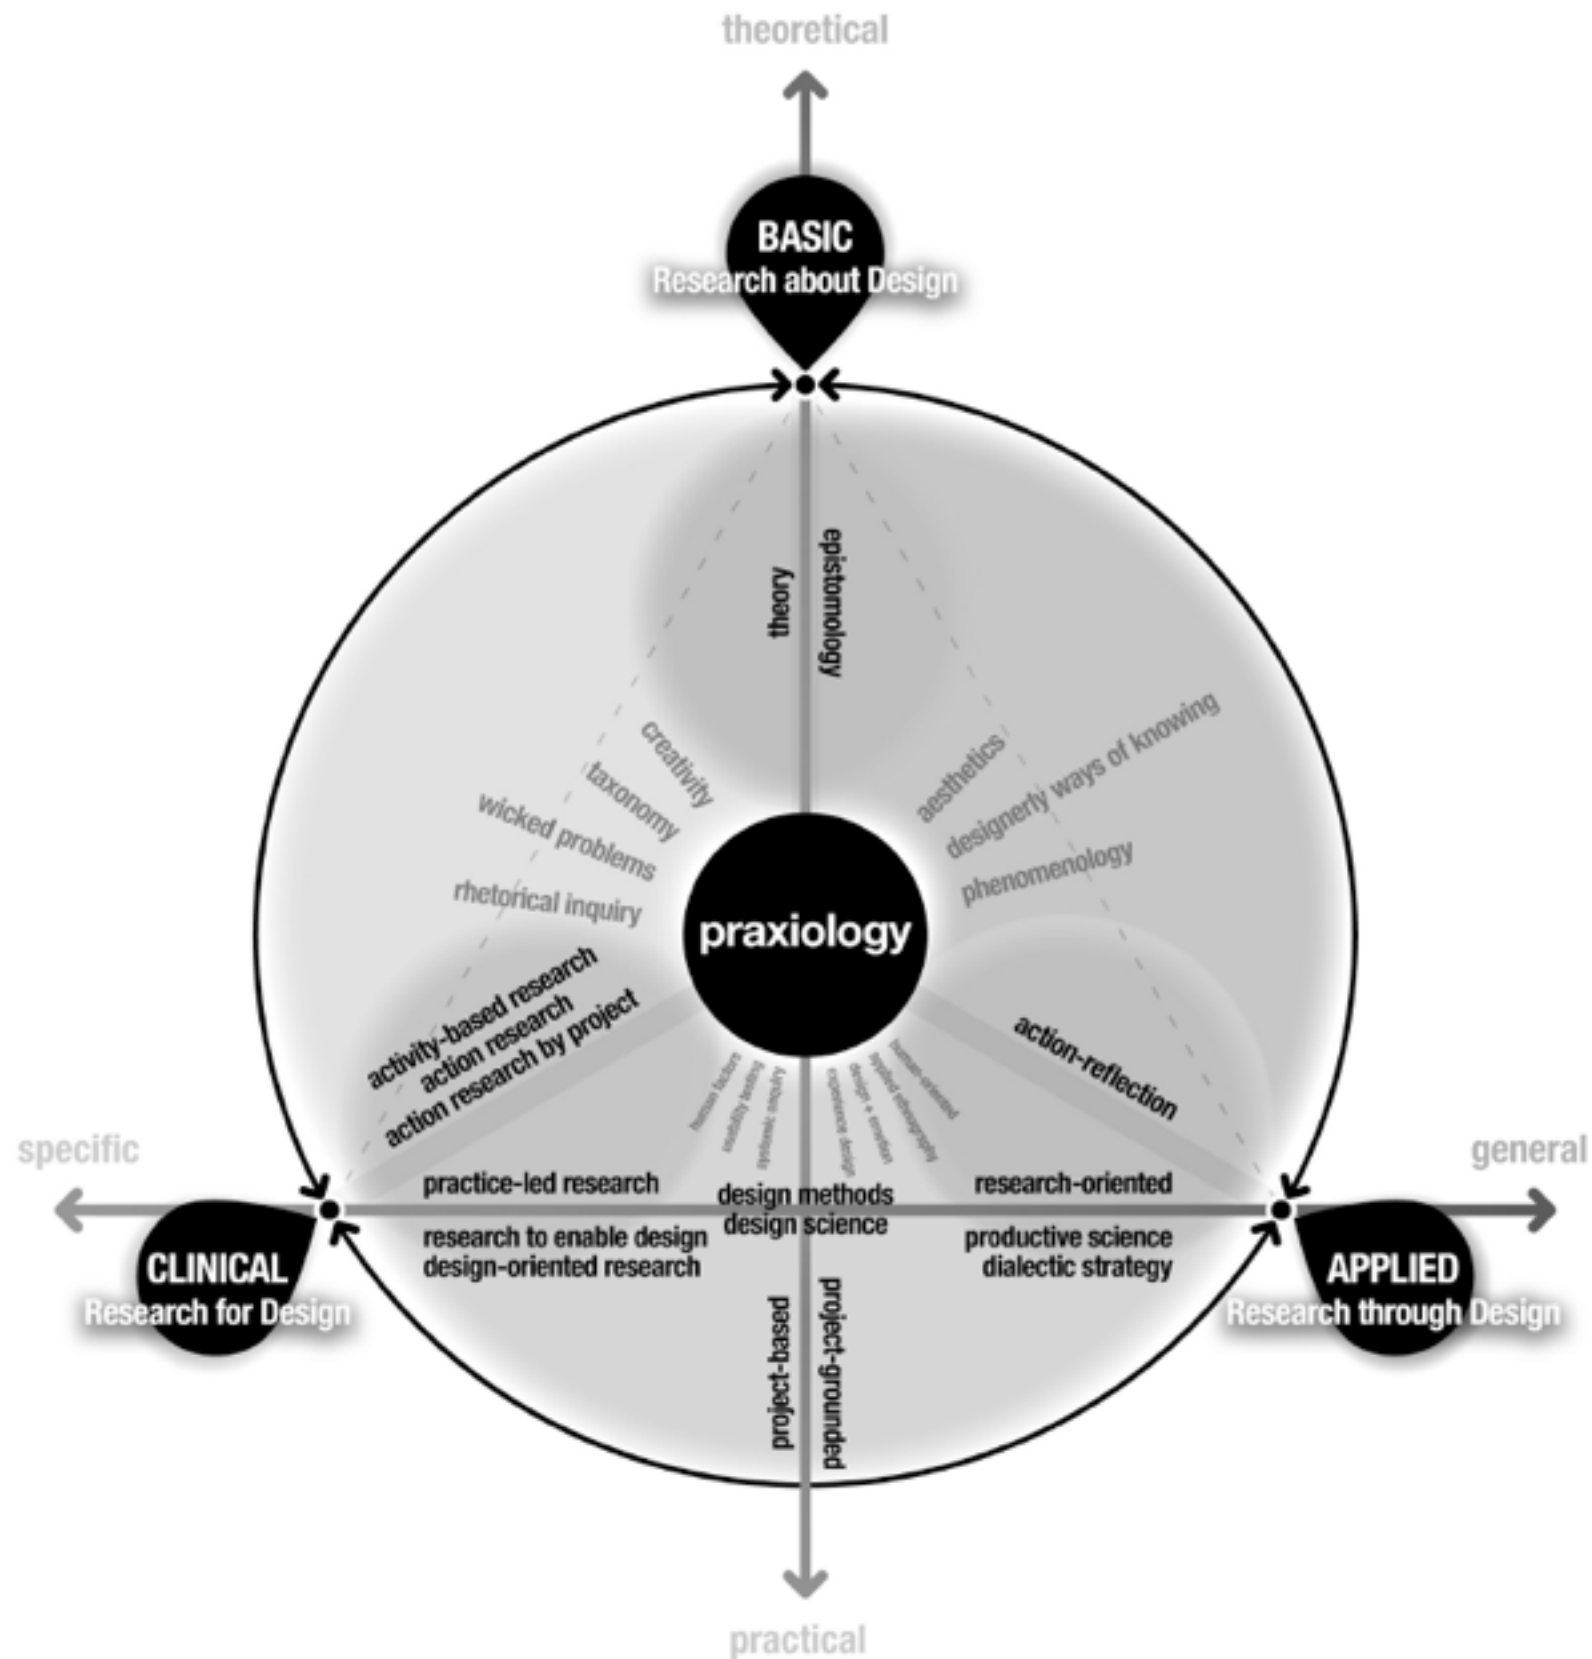 theoretical
BASIC
Research about Design
theory
epistomology
creativity
taxonomy
wicked problems
rhetorical inquiry
aesthetics
designerly ways of knowing
phenomenology
praxiology
activity-based research
action research
action research by project
action-reflection
human factors
usability testing
systemic enquiry
experience design
design + emotion
applied ethnography
human-oriented
specific
general
practice-led research
design methods
research-oriented
design science
research to enable design
design-oriented research
productive science
dialectic strategy
CLINICAL
Research for Design
APPLIED
Research through Design
project-based
project-grounded
practical